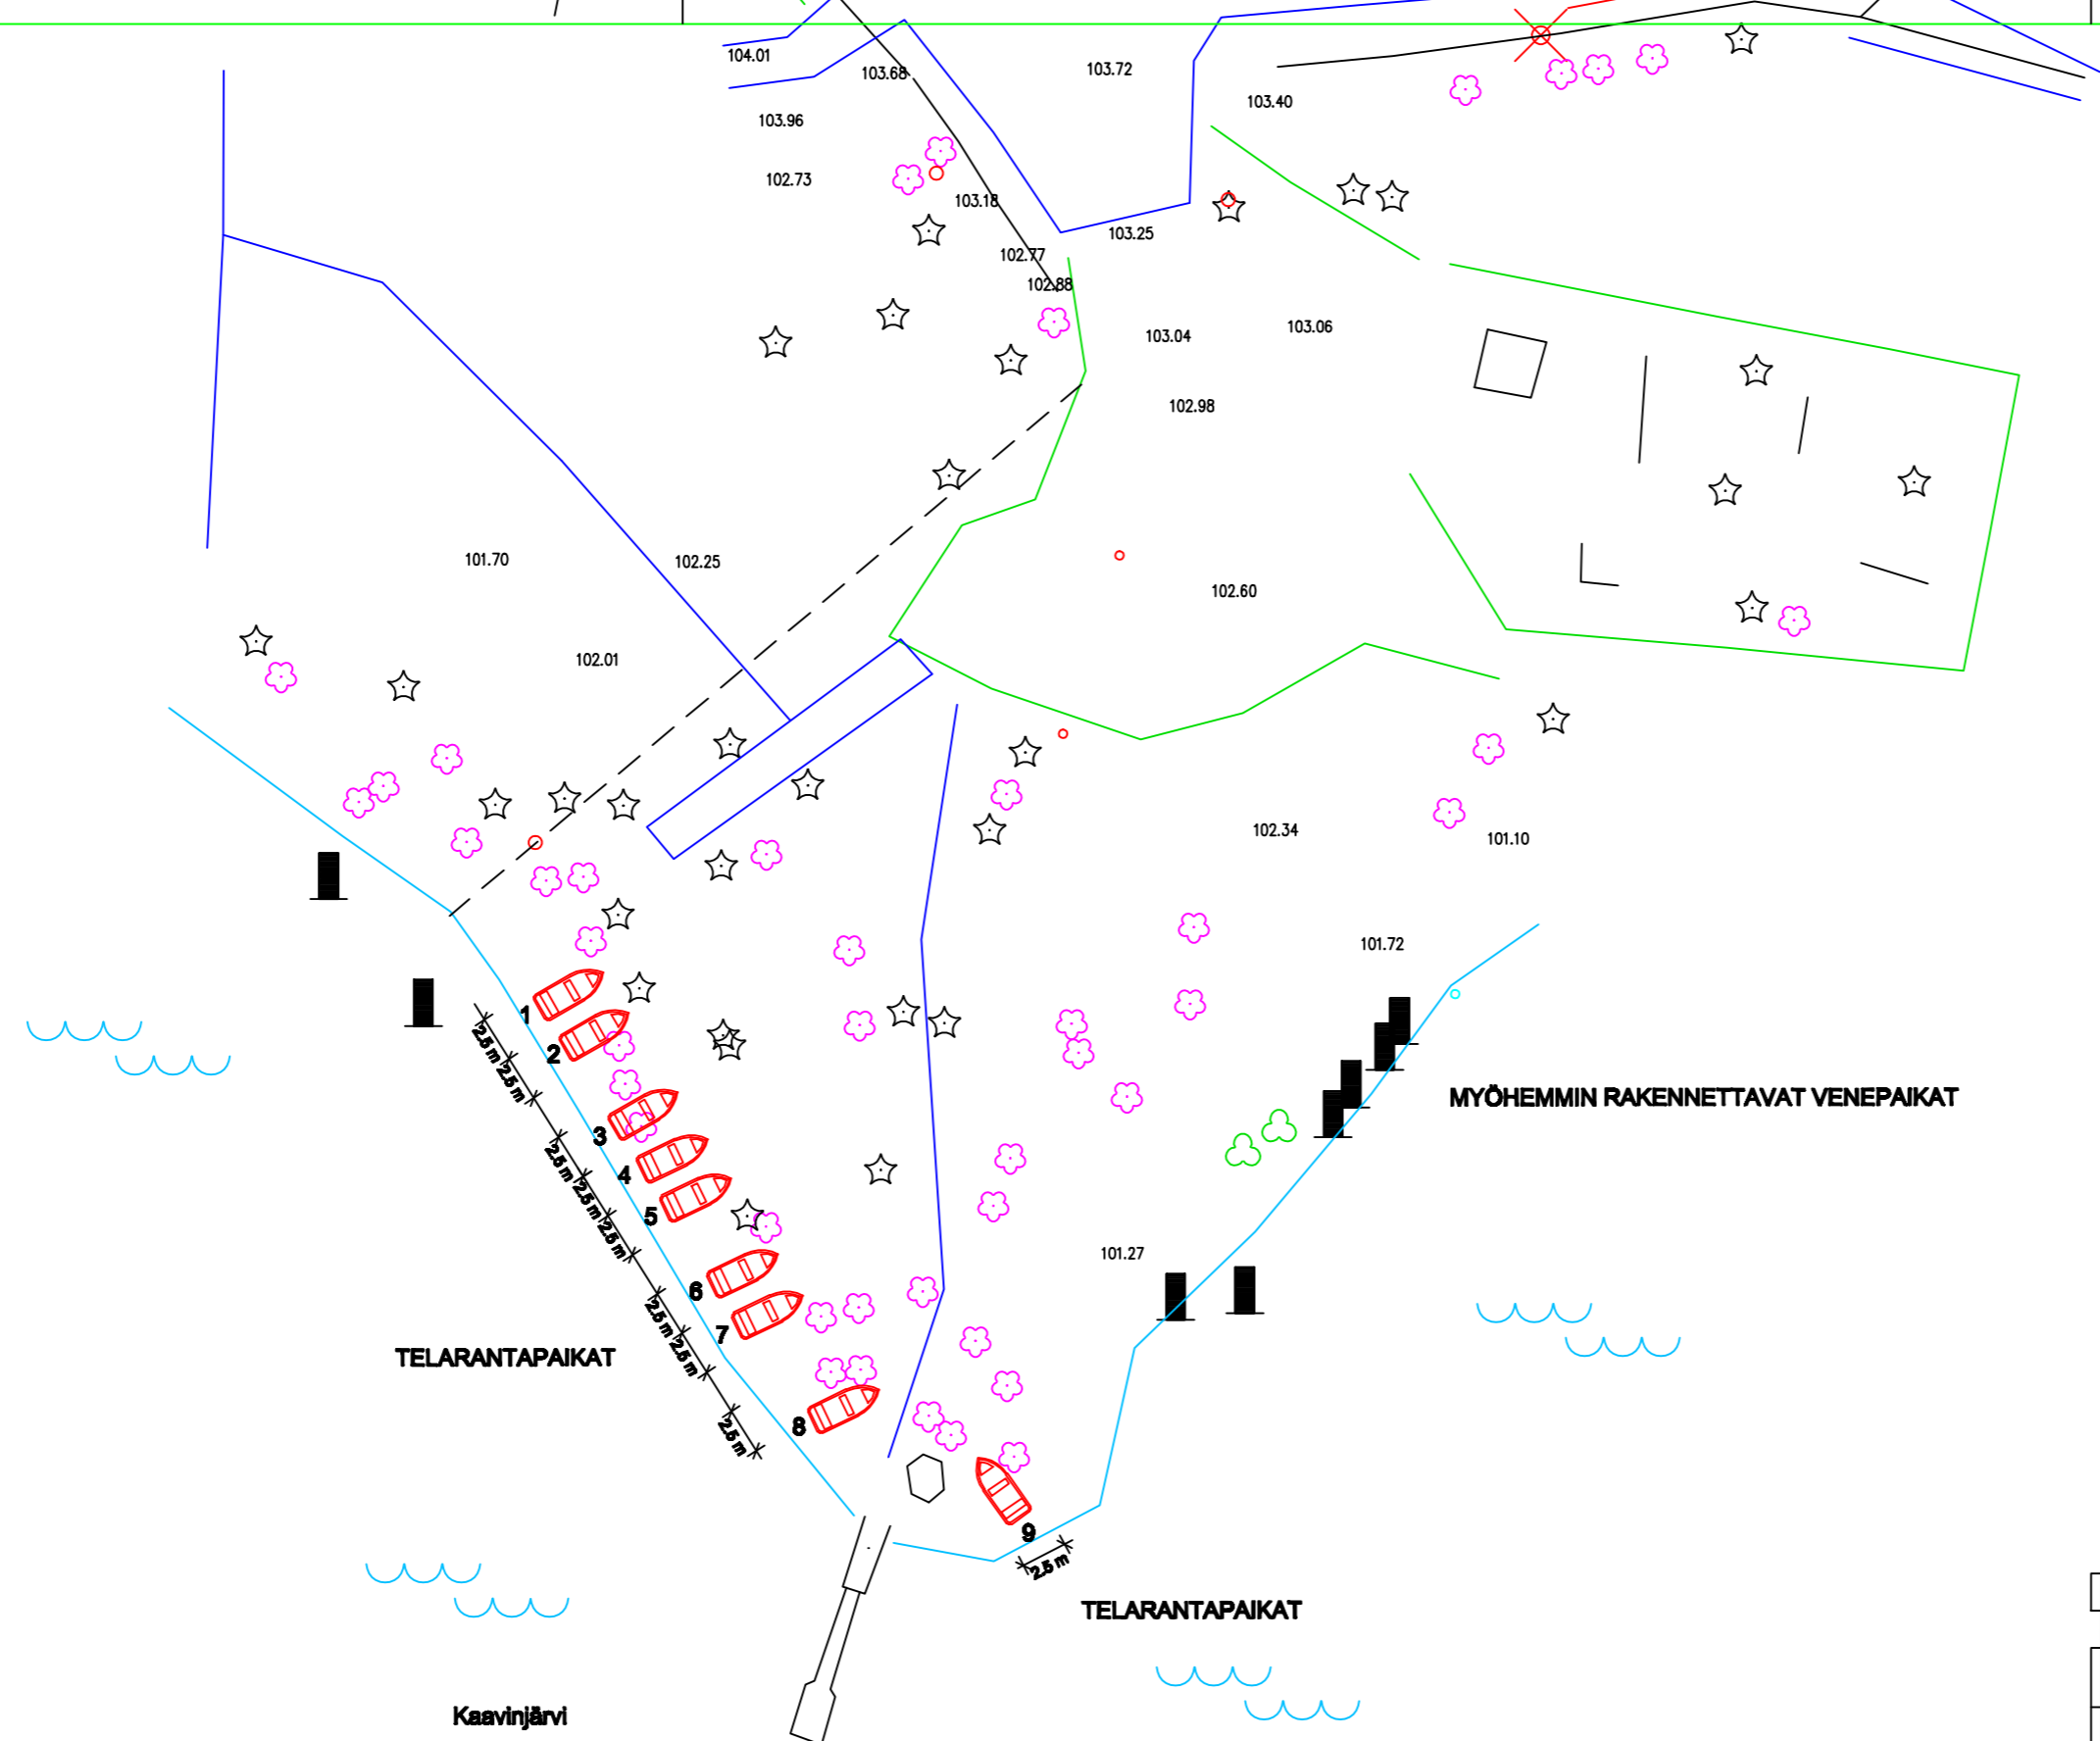 104.01
103.68
103.72
103.40
103.96
102.73
103.18
103.25
102.77
102.88
103.04
103.06
102.98
101.70
102.25
102.60
102.01
102.34
101.10
101.72
1
2.5 m
2
2.5 m
MYÖHEMMIN RAKENNETTAVAT VENEPAIKAT
3
2.5 m
4
2.5 m
5
2.5 m
101.27
6
2.5 m
7
2.5 m
TELARANTAPAIKAT
8
2.5 m
9
2.5 m
TELARANTAPAIKAT
Kaavinjärvi